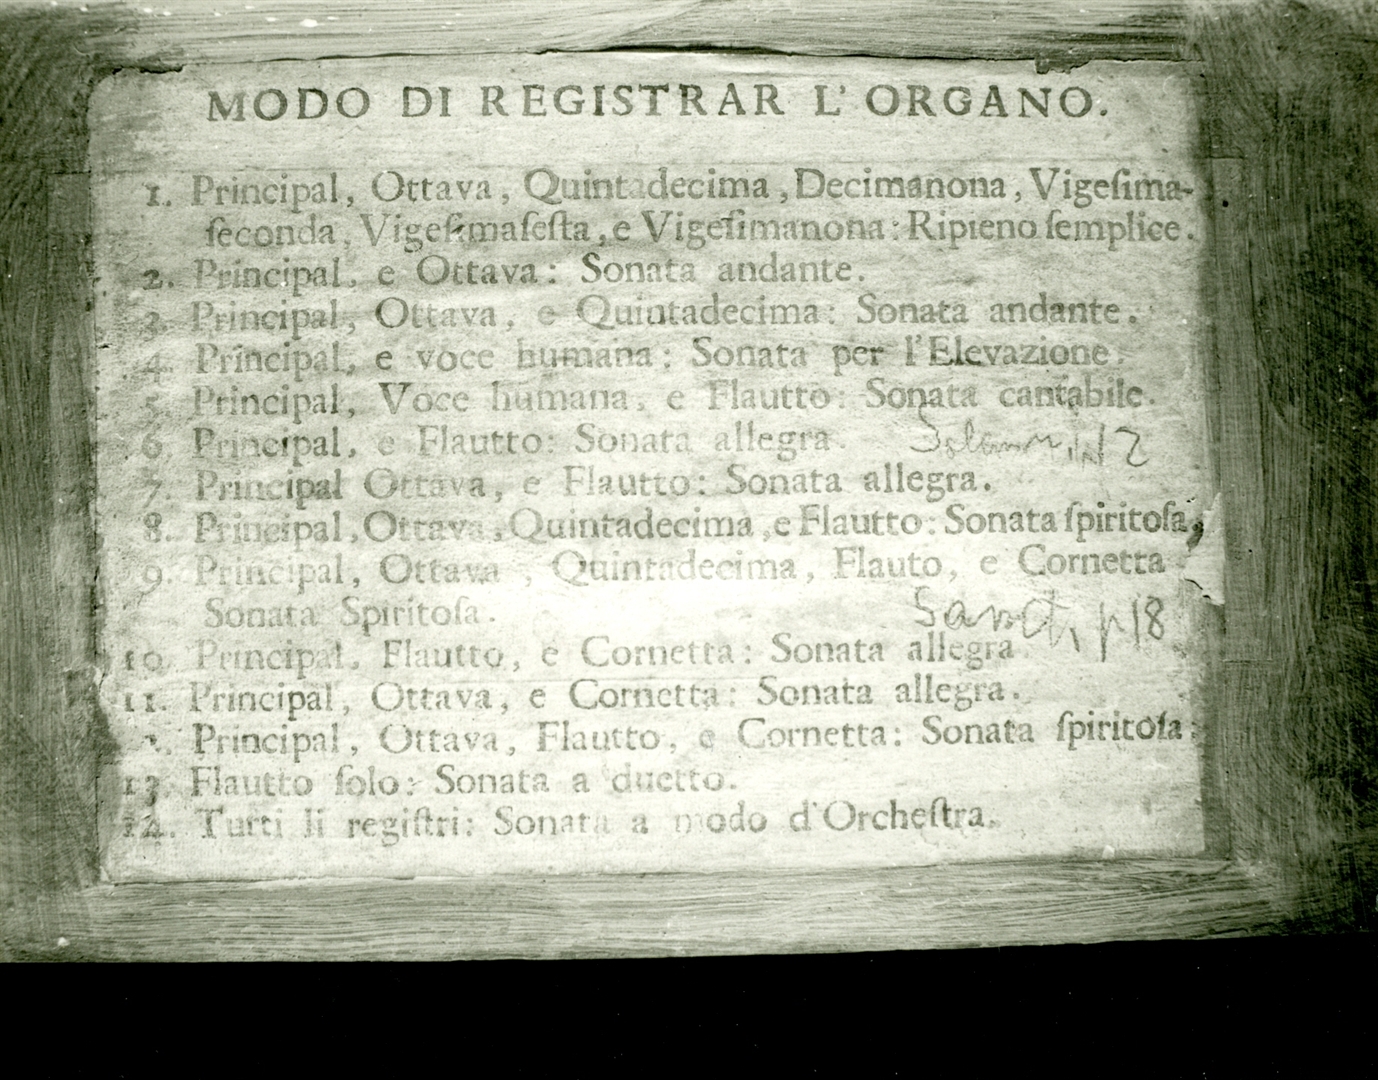 MODO DI REGISTRAR L' ORGANO.
1. Principal, Ottava, Quintadecima, Decimanona, Vigeſima-
ſeconda, Vigeſimaſeſta, e Vigeſimanona: Ripieno ſemplice.
2. Principal, e Ottava: Sonata andante.
3. Principal, Ottava, e Quintadecima: Sonata andante.
4. Principal, e voce humana: Sonata per l'Elevazione.
5. Principal, Voce humana, e Flautto: Sonata cantabile.
6. Principal, e Flautto: Sonata allegra.
7. Principal Ottava, e Flautto: Sonata allegra.
8. Principal, Ottava, Quintadecima, e Flautto: Sonata ſpiritoſa,
9. Principal, Ottava, Quintadecima, Flauto, e Cornetta
Sonata Spiritoſa.
10. Principal, Flautto, e Cornetta: Sonata allegra.
11. Principal, Ottava, e Cornetta: Sonata allegra.
Principal, Ottava, Flautto, e Cornetta: Sonata ſpiritoſa:
13. Flautto ſolo: Sonata a duetto.
14. Tutti li regiſtri: Sonata a modo d'Orcheſtra.